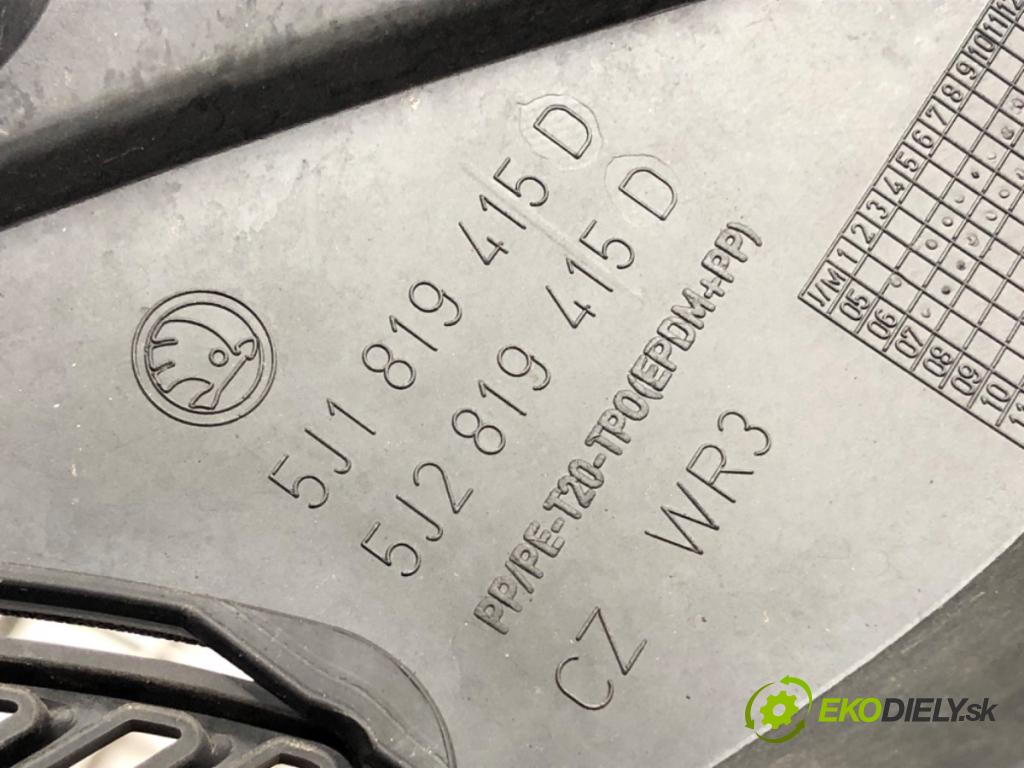 5J1 819 415 D
5J2 819 415 D
PP/PE-T20-TPO(EPDM+PP)
CZ WR3
I/M 1 2 3 4 5 6 7 8 9 10 11 12
05
06
07
08
09
10
EKODIELY.sk